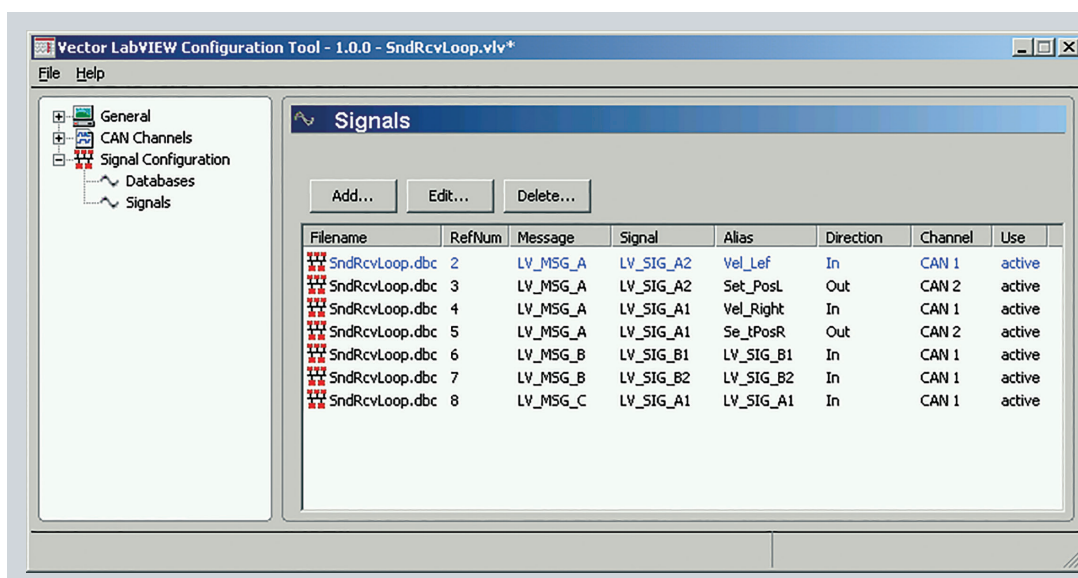 Vector LabVIEW Configuration Tool - 1.0.0 - SndRcvLoop.vlv*
File Help
General
CAN Channels
Signal Configuration
Databases
Signals
Signals
Add... Edit... Delete...
Filename RefNum Message Signal Alias Direction Channel Use
SndRcvLoop.dbc 2 LV_MSG_A LV_SIG_A2 Vel_Lef In CAN 1 active
SndRcvLoop.dbc 3 LV_MSG_A LV_SIG_A2 Set_PosL Out CAN 2 active
SndRcvLoop.dbc 4 LV_MSG_A LV_SIG_A1 Vel_Right In CAN 1 active
SndRcvLoop.dbc 5 LV_MSG_A LV_SIG_A1 Se_tPosR Out CAN 2 active
SndRcvLoop.dbc 6 LV_MSG_B LV_SIG_B1 LV_SIG_B1 In CAN 1 active
SndRcvLoop.dbc 7 LV_MSG_B LV_SIG_B2 LV_SIG_B2 In CAN 1 active
SndRcvLoop.dbc 8 LV_MSG_C LV_SIG_A1 LV_SIG_A1 In CAN 1 active